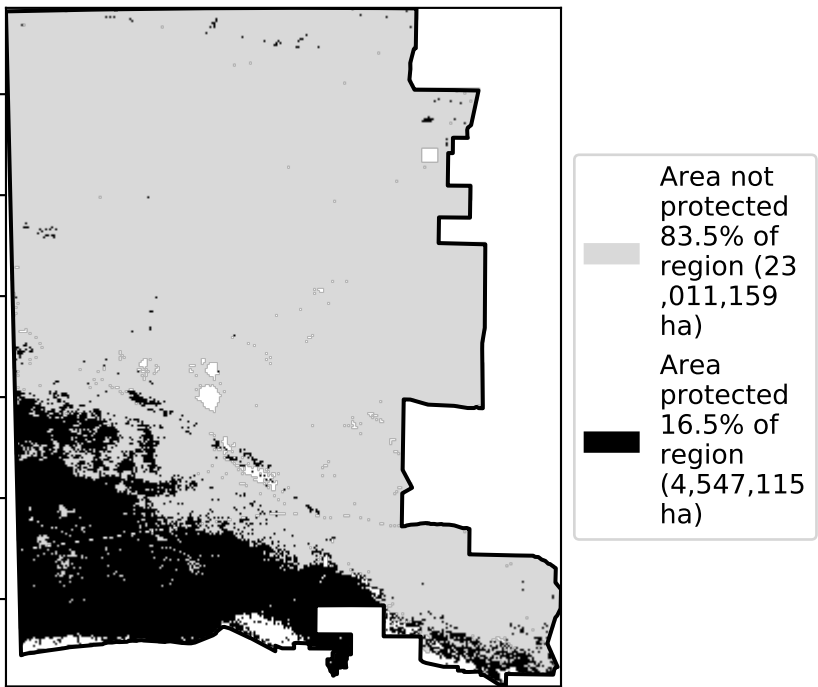 Area not
protected
83.5% of
region (23
,011,159
ha)
Area
protected
16.5% of
region
(4,547,115
ha)